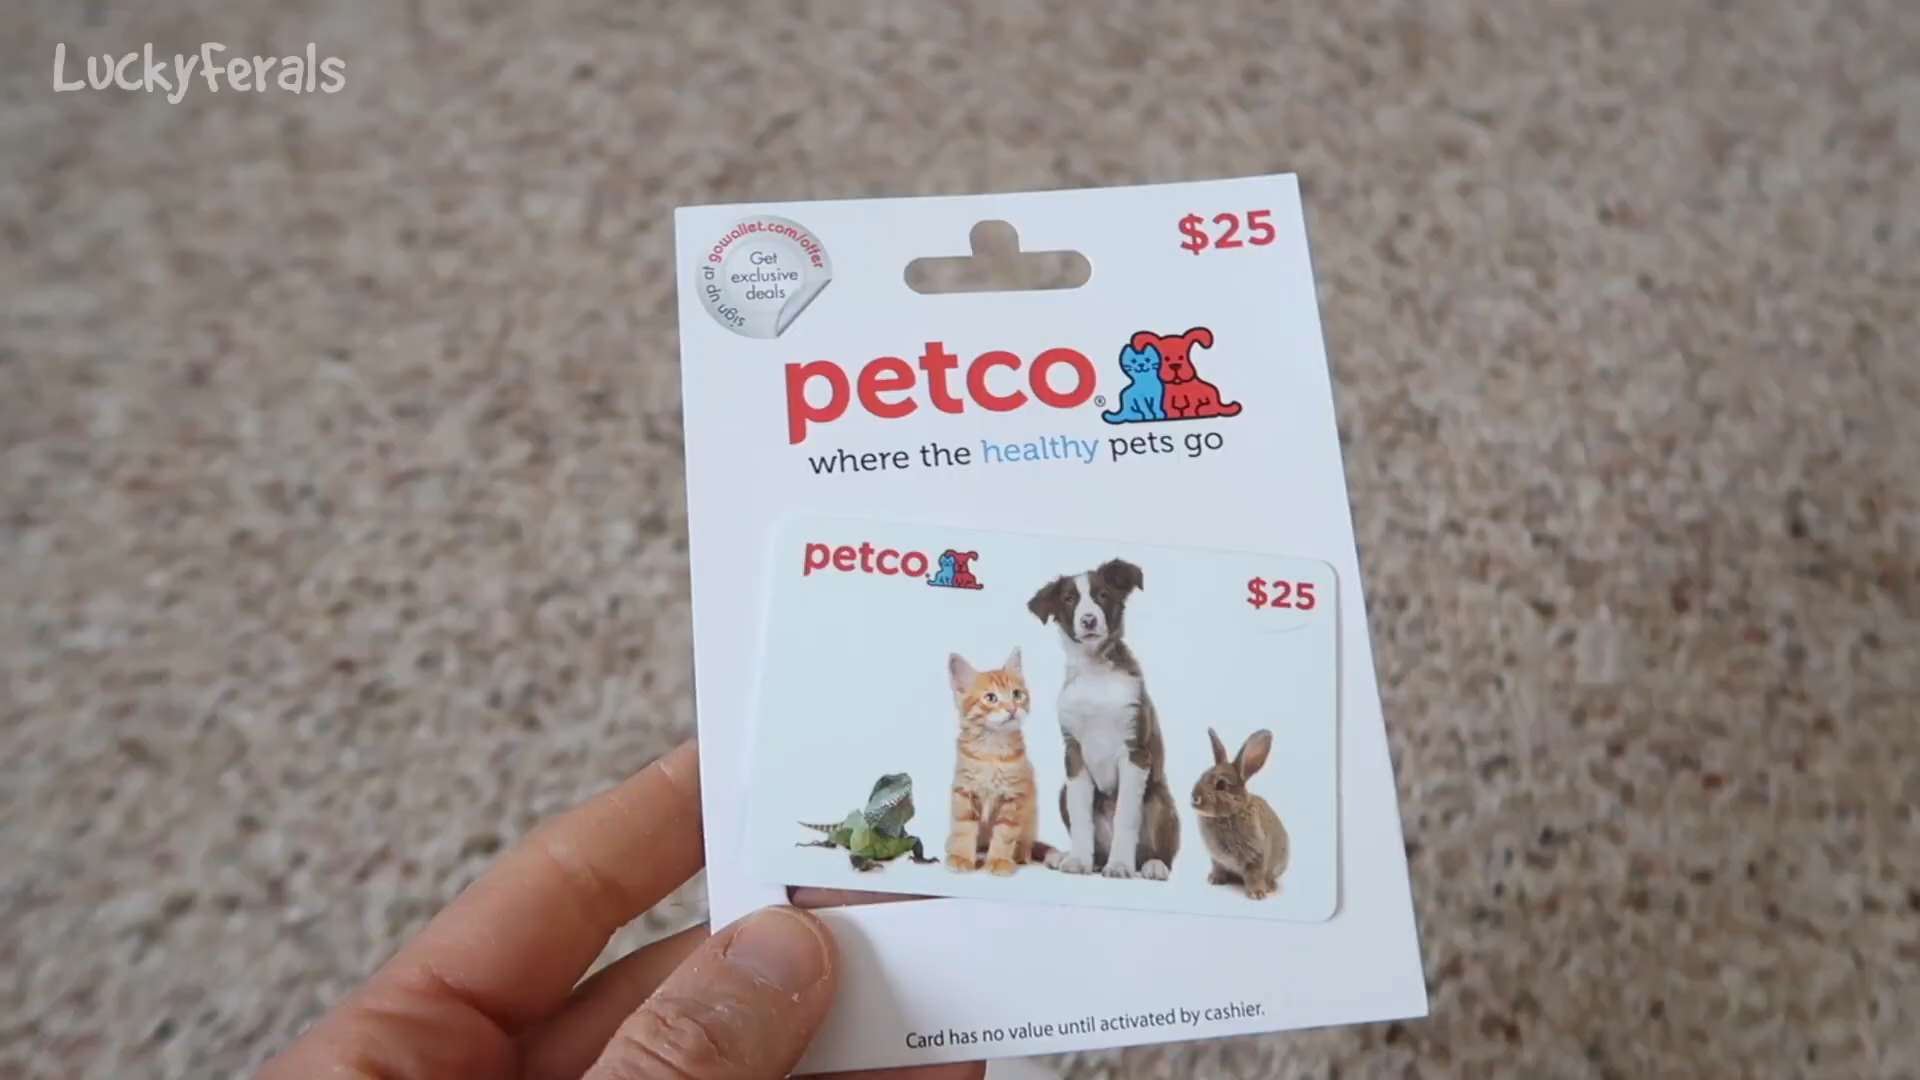 LuckyFerals
$25
sign up at gowallet.com/offer
Get
exclusive
deals
petco®
where the healthy pets go
petco
$25
Card has no value until activated by cashier.